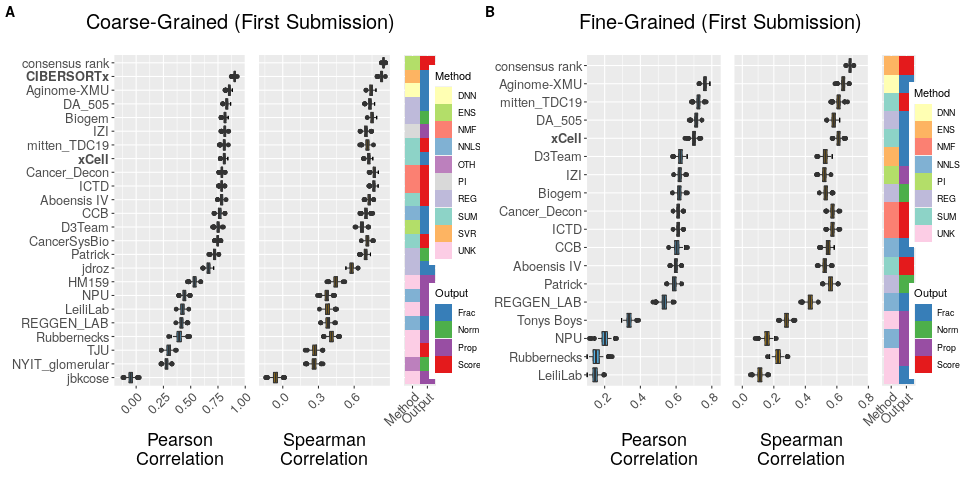 A
Coarse-Grained (First Submission)
consensus rank
CIBERSORTx
Aginome-XMU
DA_505
Biogem
IZI
mitten_TDC19
xCell
Cancer_Decon
ICTD
Aboensis IV
CCB
D3Team
CancerSysBio
Patrick
jdroz
HM159
NPU
LeiliLab
REGGEN_LAB
Rubbernecks
TJU
NYIT_glomerular
jbkcose
0.00
0.25
0.50
0.75
1.00
Pearson
Correlation
0.0
0.3
0.6
Spearman
Correlation
Method
Output
Method
DNN
ENS
NMF
NNLS
OTH
PI
REG
SUM
SVR
UNK
Output
Frac
Norm
Prop
Score
B
Fine-Grained (First Submission)
consensus rank
Aginome-XMU
mitten_TDC19
DA_505
xCell
D3Team
IZI
Biogem
Cancer_Decon
ICTD
CCB
Aboensis IV
Patrick
REGGEN_LAB
Tonys Boys
NPU
Rubbernecks
LeiliLab
0.2
0.4
0.6
0.8
Pearson
Correlation
0.0
0.2
0.4
0.6
0.8
Spearman
Correlation
Method
Output
Method
DNN
ENS
NMF
NNLS
PI
REG
SUM
UNK
Output
Frac
Norm
Prop
Score